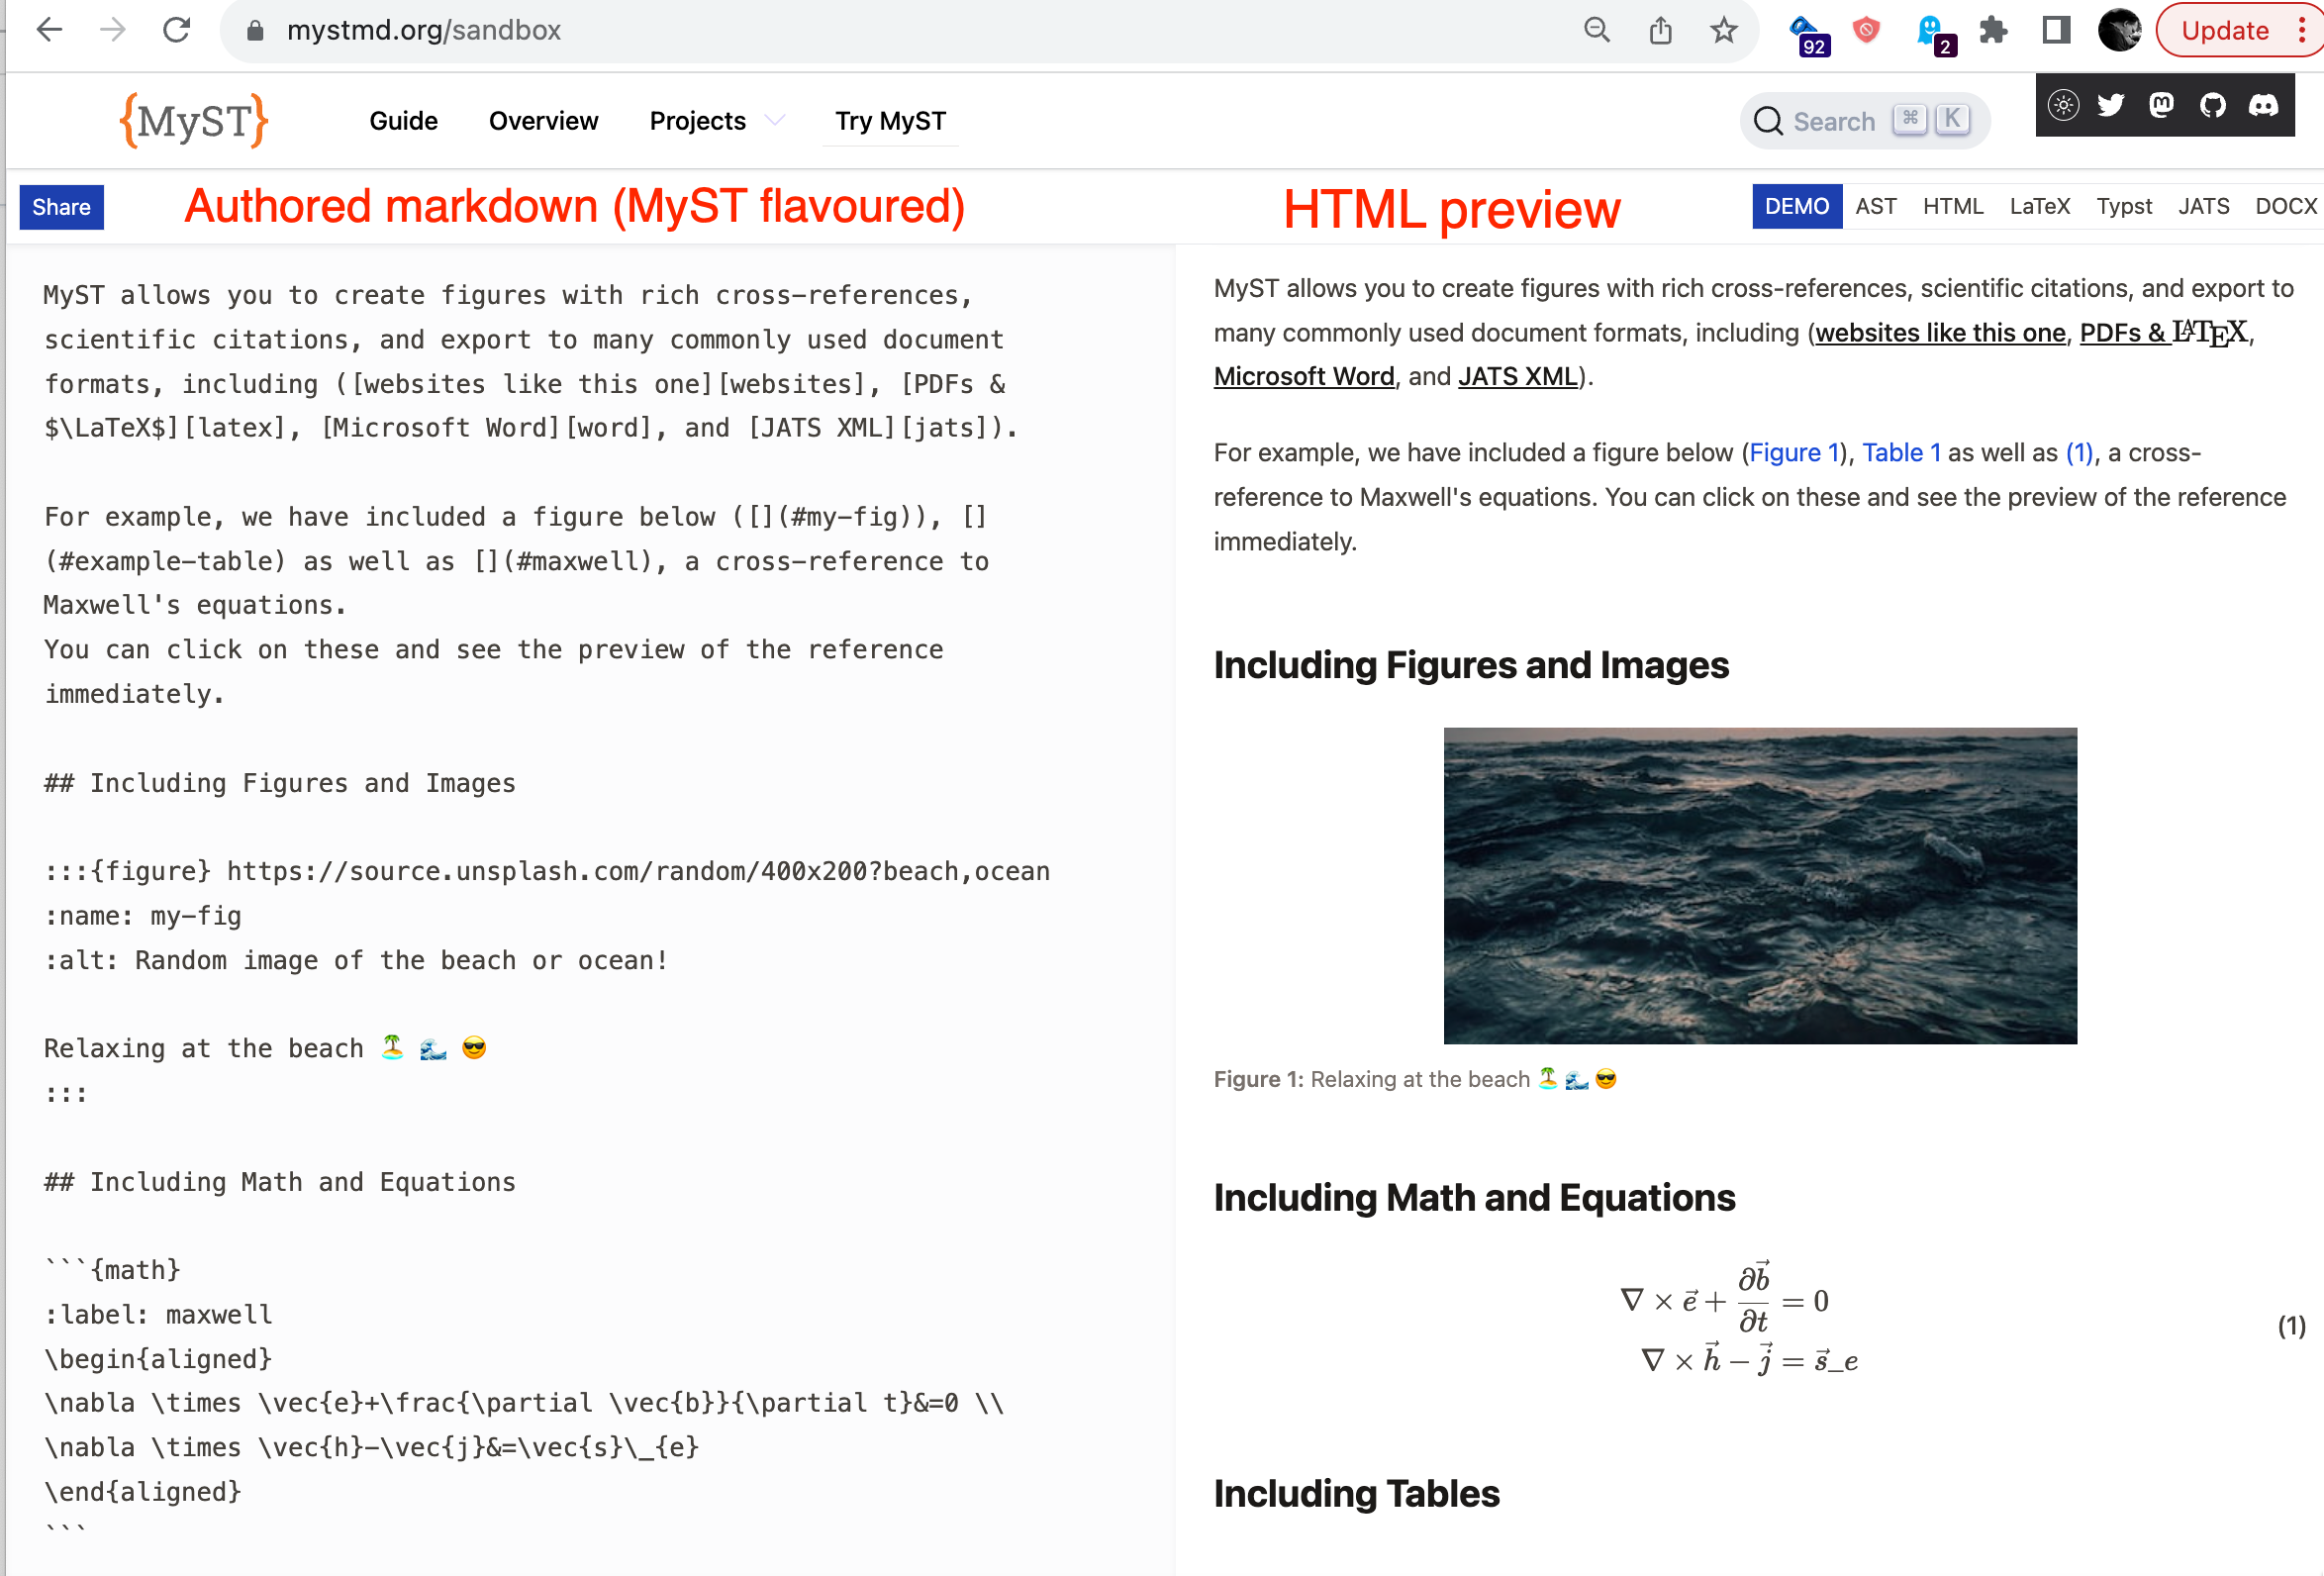 mystmd.org/sandbox
92
2
Update
{MyST}
Guide
Overview
Projects
Try MyST
Search ⌘ K
Share
Authored markdown (MyST flavoured)
HTML preview
DEMO
AST
HTML
LaTeX
Typst
JATS
DOCX
MyST allows you to create figures with rich cross-references,
scientific citations, and export to many commonly used document
formats, including ([websites like this one][websites], [PDFs &
$\LaTeX$][latex], [Microsoft Word][word], and [JATS XML][jats]).
For example, we have included a figure below ([](#my-fig)), []
(#example-table) as well as [](#maxwell), a cross-reference to
Maxwell's equations.
You can click on these and see the preview of the reference
immediately.
## Including Figures and Images
:::{figure} https://source.unsplash.com/random/400x200?beach,ocean
:name: my-fig
:alt: Random image of the beach or ocean!
Relaxing at the beach 🏝️ 🌊 😎
:::
## Including Math and Equations
```{math}
:label: maxwell
\begin{aligned}
\nabla \times \vec{e}+\frac{\partial \vec{b}}{\partial t}&=0 \\
\nabla \times \vec{h}-\vec{j}&=\vec{s}\_{e}
\end{aligned}
```
MyST allows you to create figures with rich cross-references, scientific citations, and export to
many commonly used document formats, including (websites like this one, PDFs & LATEX,
Microsoft Word, and JATS XML).
For example, we have included a figure below (Figure 1), Table 1 as well as (1), a cross-
reference to Maxwell's equations. You can click on these and see the preview of the reference
immediately.
Including Figures and Images
Figure 1: Relaxing at the beach 🏝️ 🌊 😎
Including Math and Equations
∇ × e⃗ + ∂b⃗/∂t = 0
∇ × h⃗ − j⃗ = s⃗_e
(1)
Including Tables